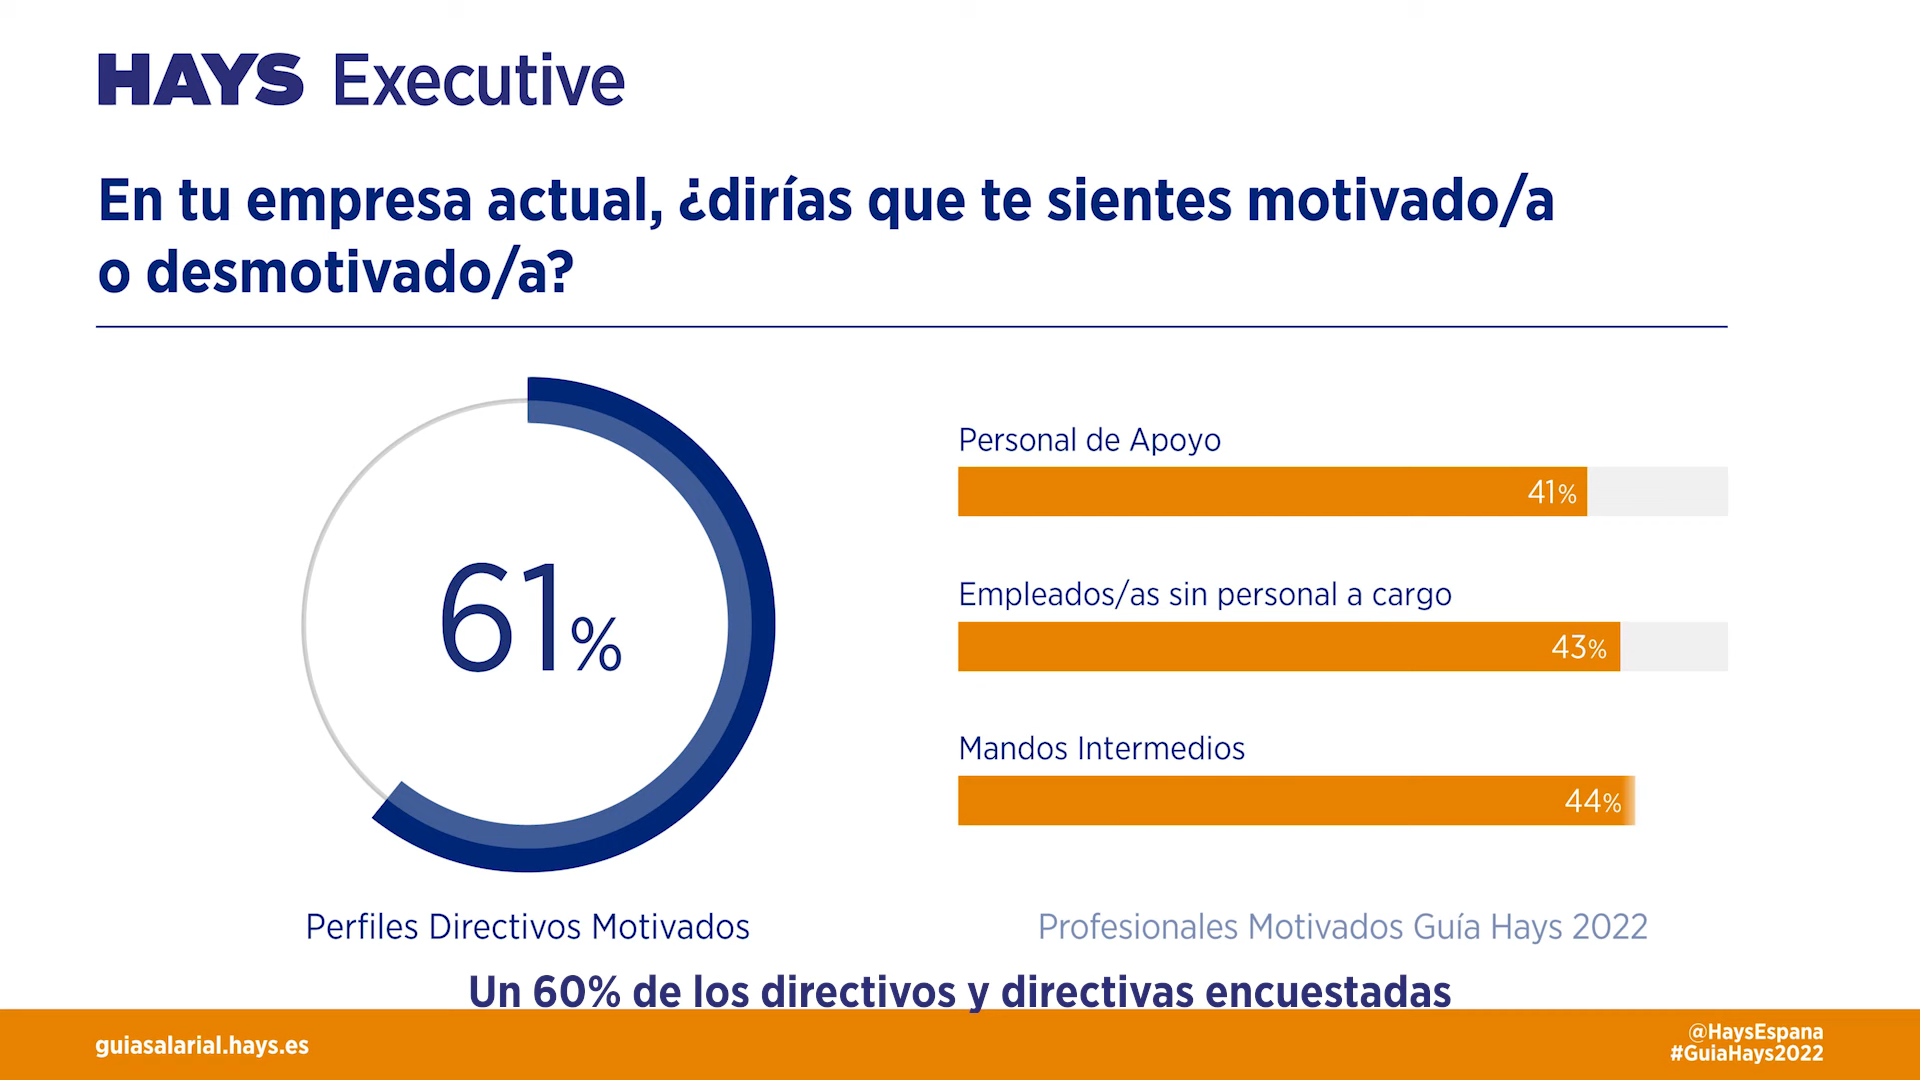 HAYS Executive
En tu empresa actual, ¿dirías que te sientes motivado/a
o desmotivado/a?
61%
Perfiles Directivos Motivados
Personal de Apoyo
41%
Empleados/as sin personal a cargo
43%
Mandos Intermedios
44%
Profesionales Motivados Guía Hays 2022
Un 60% de los directivos y directivas encuestadas
guiasalarial.hays.es
@HaysEspana
#GuiaHays2022